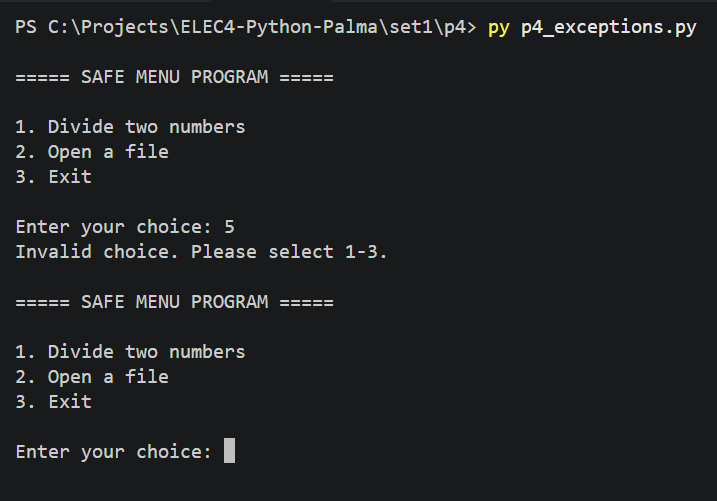 PS C:\Projects\ELEC4-Python-Palma\set1\p4> py p4_exceptions.py
===== SAFE MENU PROGRAM =====
1. Divide two numbers
2. Open a file
3. Exit
Enter your choice: 5
Invalid choice. Please select 1-3.
===== SAFE MENU PROGRAM =====
1. Divide two numbers
2. Open a file
3. Exit
Enter your choice: